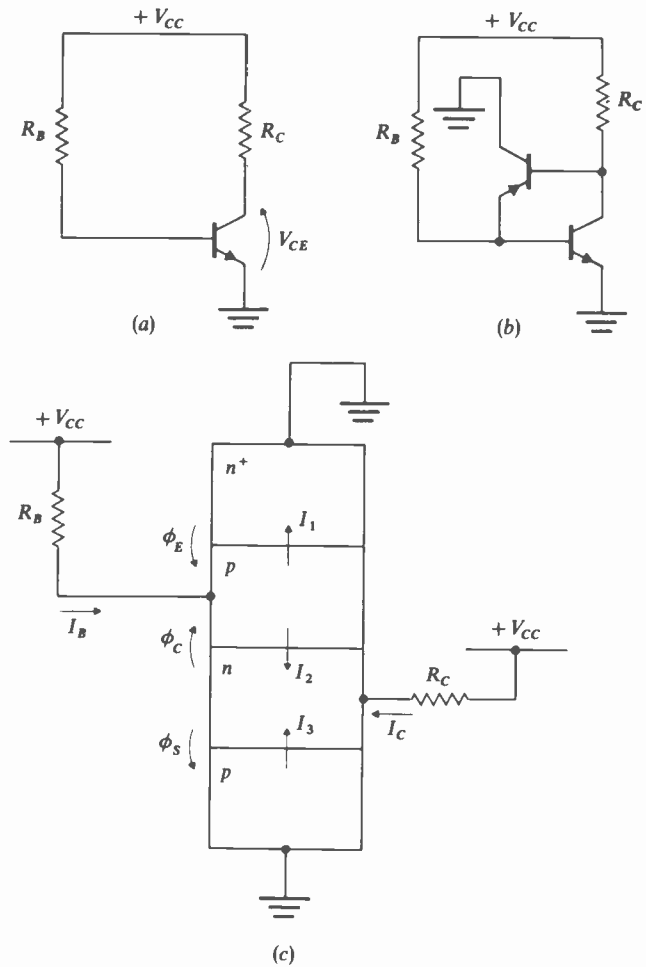 + V_CC
R_B
R_C
V_CE
(a)
+ V_CC
R_B
R_C
(b)
+ V_CC
R_B
I_B
n+
ϕ_E
I_1
p
ϕ_C
n
I_2
+ V_CC
R_C
I_C
ϕ_S
I_3
p
(c)